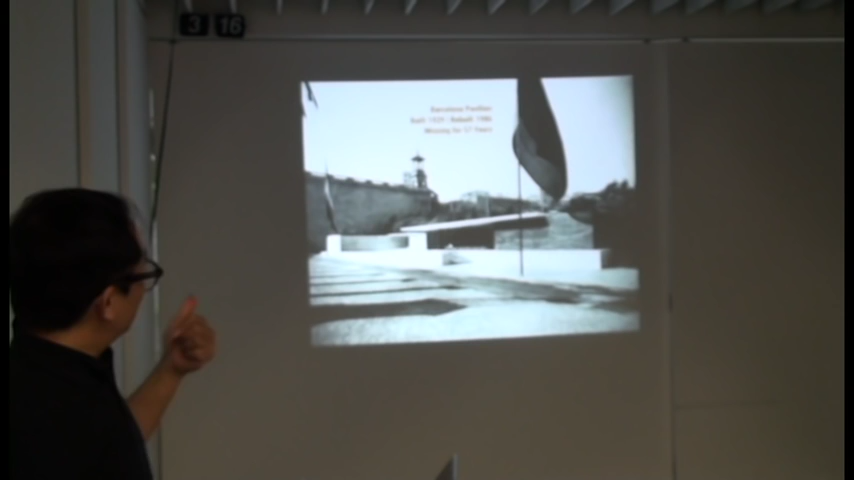 3 16
Barcelona Pavilion
Built 1929 - Rebuilt 1986
Missing for 57 Years